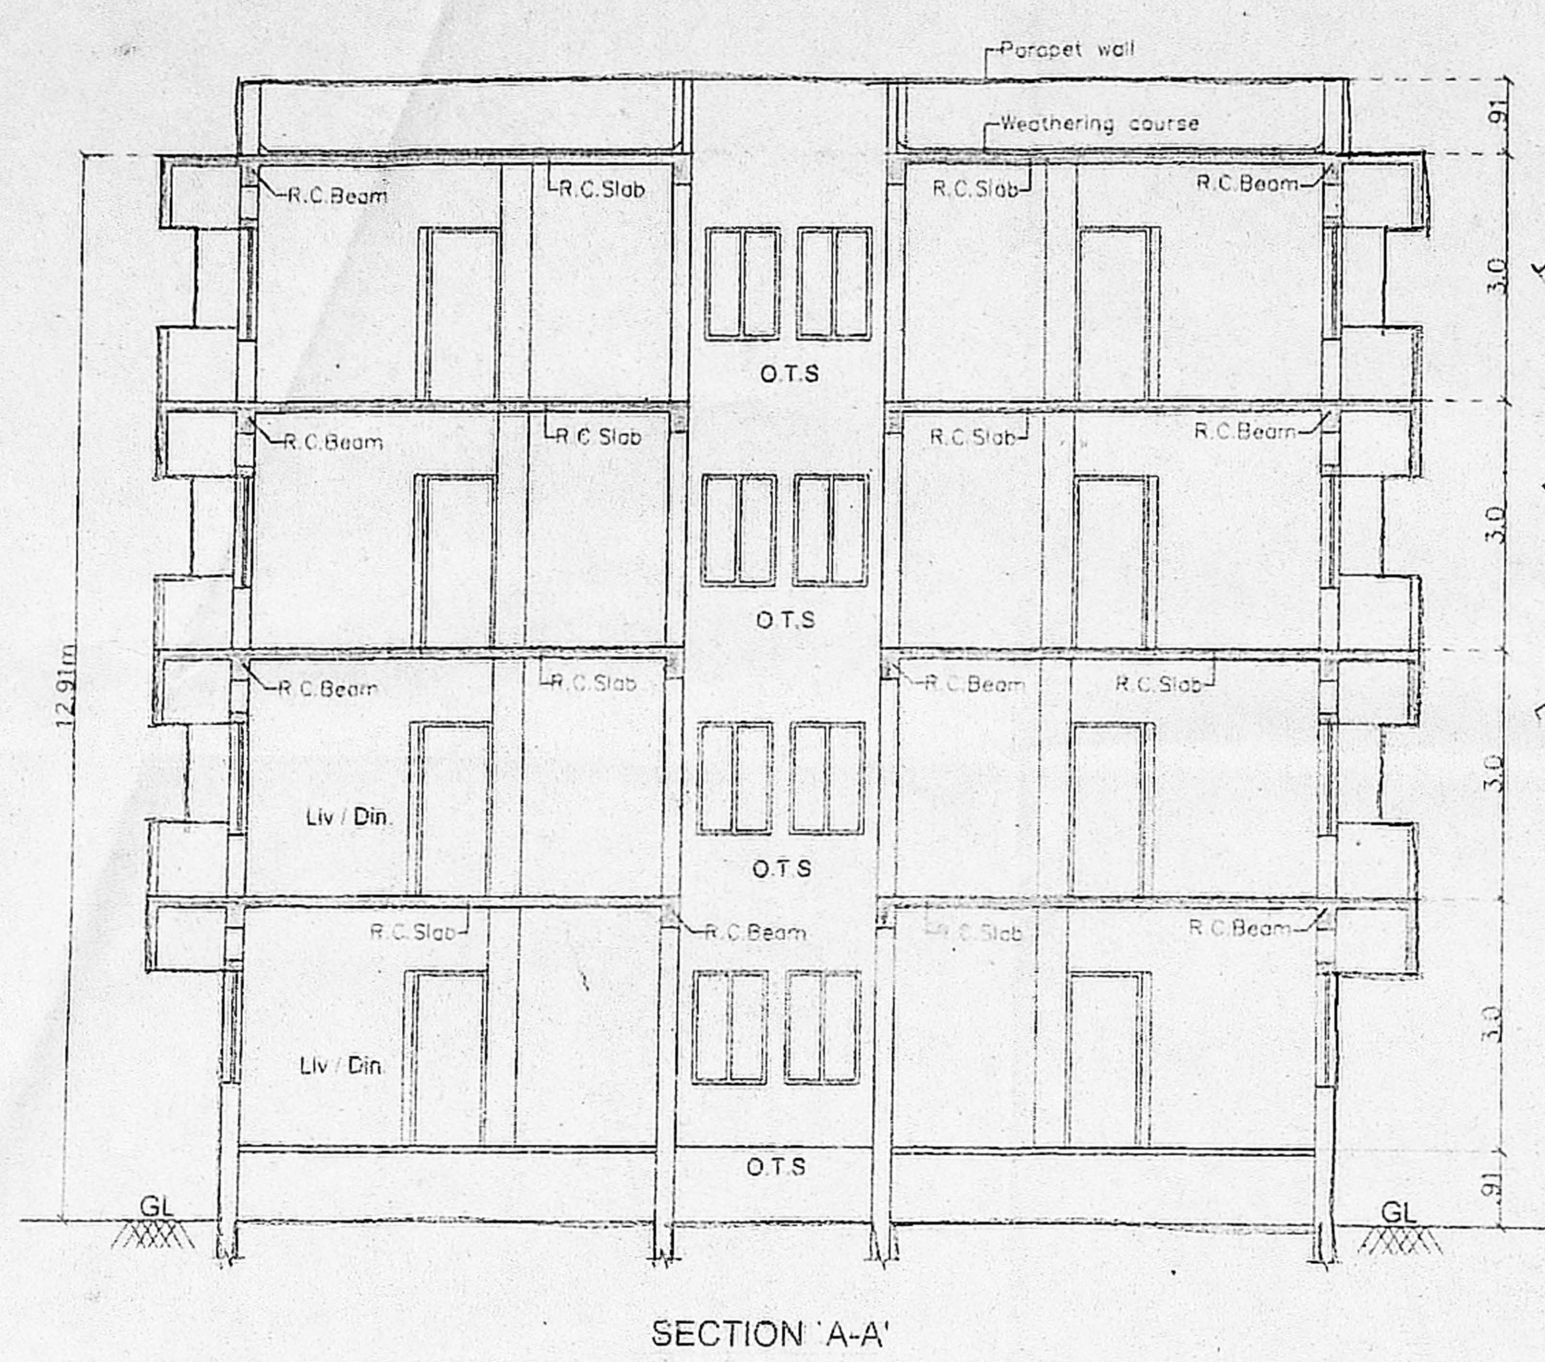 Parapet wall
.91
Weathering course
R.C.Beam
R.C.Slab
R.C.Slab
R.C.Beam
3.0
O.T.S
R.C.Beam
R.C.Slab
R.C.Slab
R.C.Beam
3.0
O.T.S
12.91m
R.C.Beam
R.C.Slab
R.C.Beam
R.C.Slab
3.0
Liv / Din.
O.T.S
R.C.Slab
R.C.Beam
R.C.Slab
R.C.Beam
3.0
Liv / Din.
O.T.S
.91
GL
GL
SECTION 'A-A'